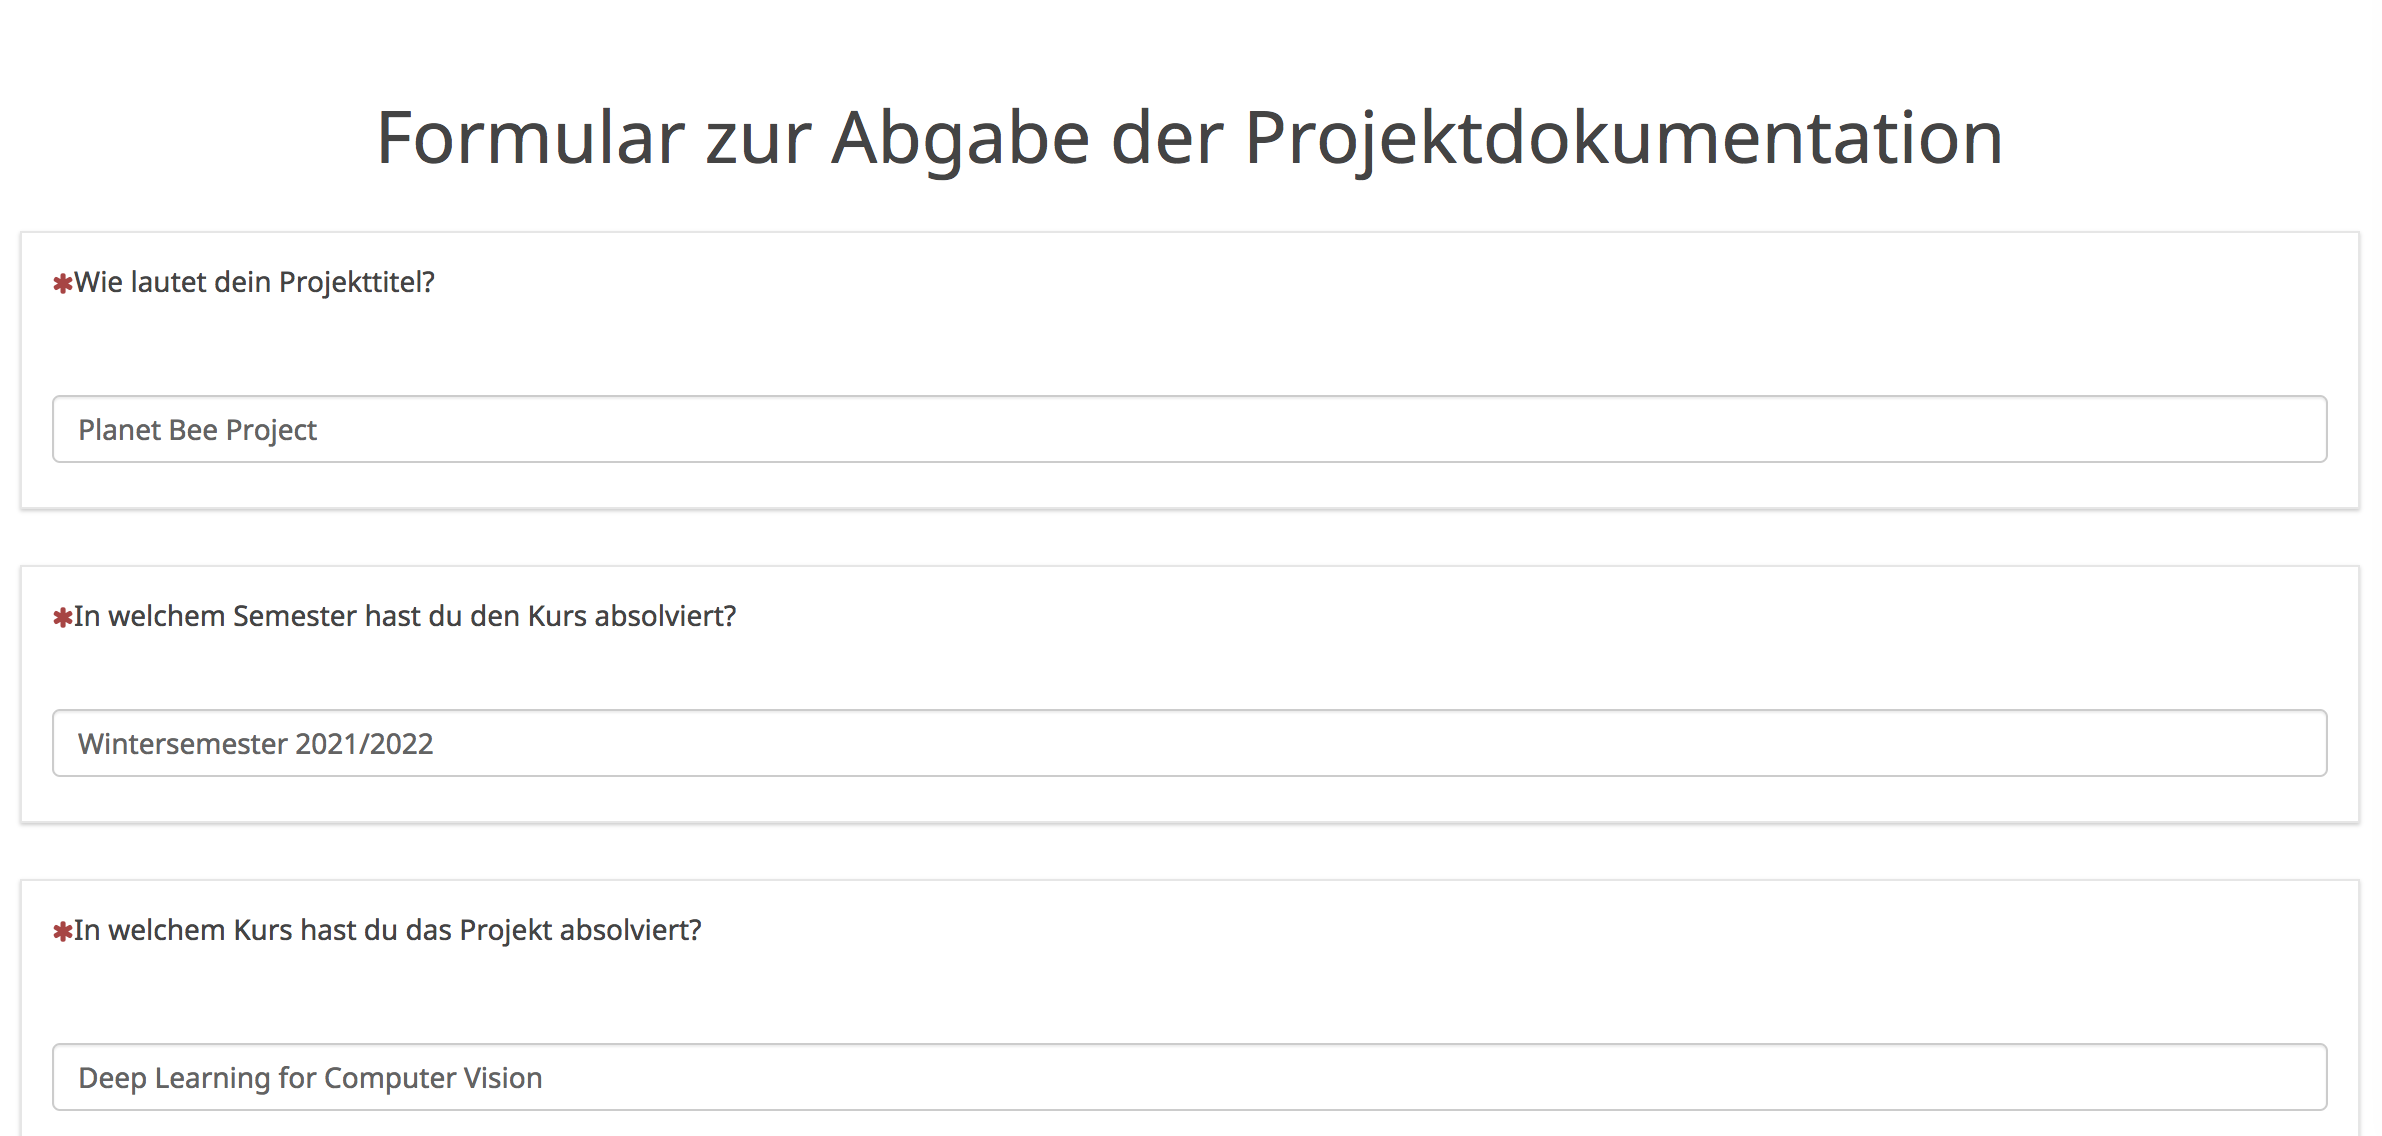 Formular zur Abgabe der Projektdokumentation
✱Wie lautet dein Projekttitel?
Planet Bee Project
✱In welchem Semester hast du den Kurs absolviert?
Wintersemester 2021/2022
✱In welchem Kurs hast du das Projekt absolviert?
Deep Learning for Computer Vision